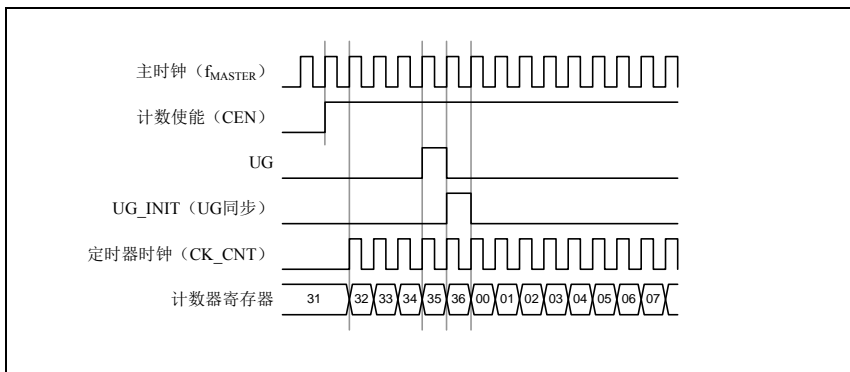 主时钟（fMASTER）
计数使能（CEN）
UG
UG_INIT（UG同步）
定时器时钟（CK_CNT）
计数器寄存器 31 32 33 34 35 36 00 01 02 03 04 05 06 07